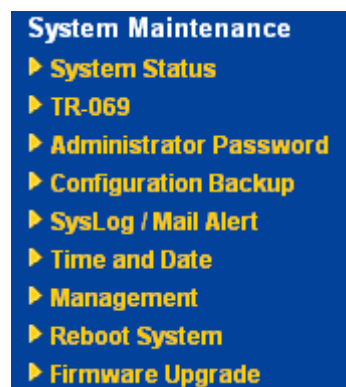 System Maintenance
System Status
TR-069
Administrator Password
Configuration Backup
SysLog / Mail Alert
Time and Date
Management
Reboot System
Firmware Upgrade